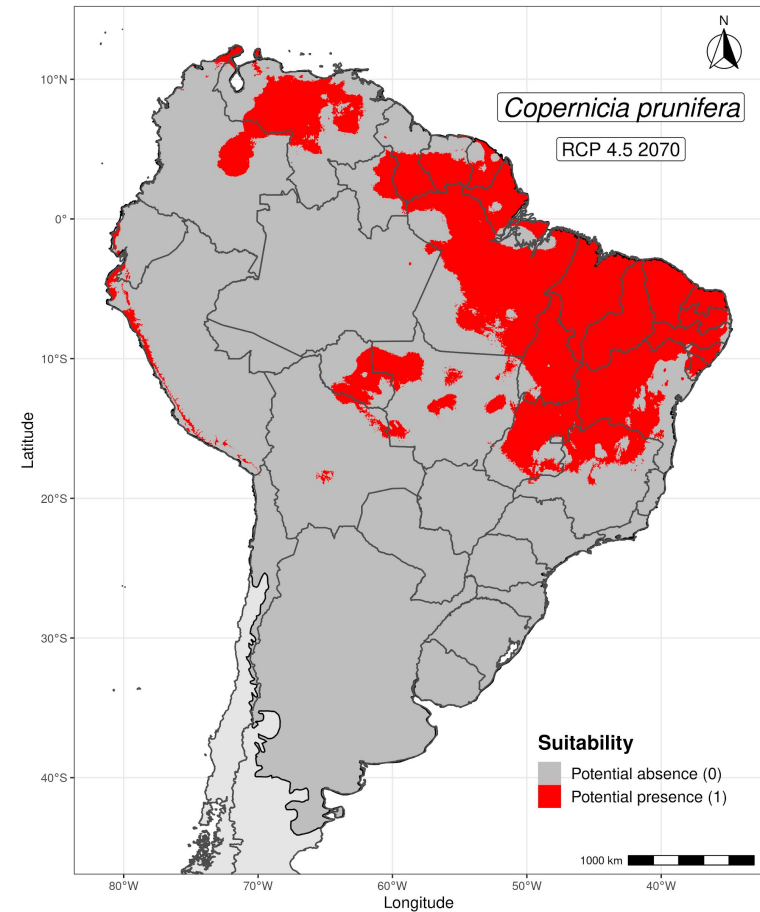 N
Copernicia prunifera
RCP 4.5 2070
10°N
0°
10°S
20°S
30°S
40°S
Latitude
Suitability
Potential absence (0)
Potential presence (1)
1000 km
80°W
70°W
60°W
50°W
40°W
Longitude